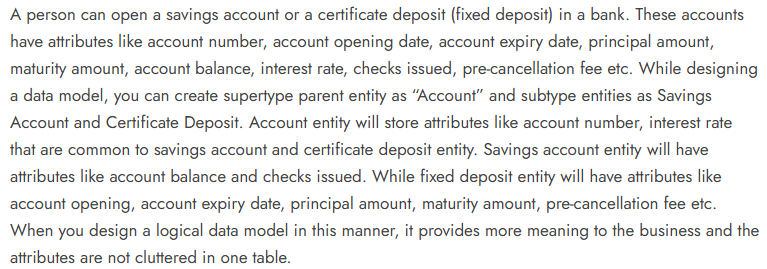 A person can open a savings account or a certificate deposit (fixed deposit) in a bank. These accounts
have attributes like account number, account opening date, account expiry date, principal amount,
maturity amount, account balance, interest rate, checks issued, pre-cancellation fee etc. While designing
a data model, you can create supertype parent entity as “Account” and subtype entities as Savings
Account and Certificate Deposit. Account entity will store attributes like account number, interest rate
that are common to savings account and certificate deposit entity. Savings account entity will have
attributes like account balance and checks issued. While fixed deposit entity will have attributes like
account opening, account expiry date, principal amount, maturity amount, pre-cancellation fee etc.
When you design a logical data model in this manner, it provides more meaning to the business and the
attributes are not cluttered in one table.